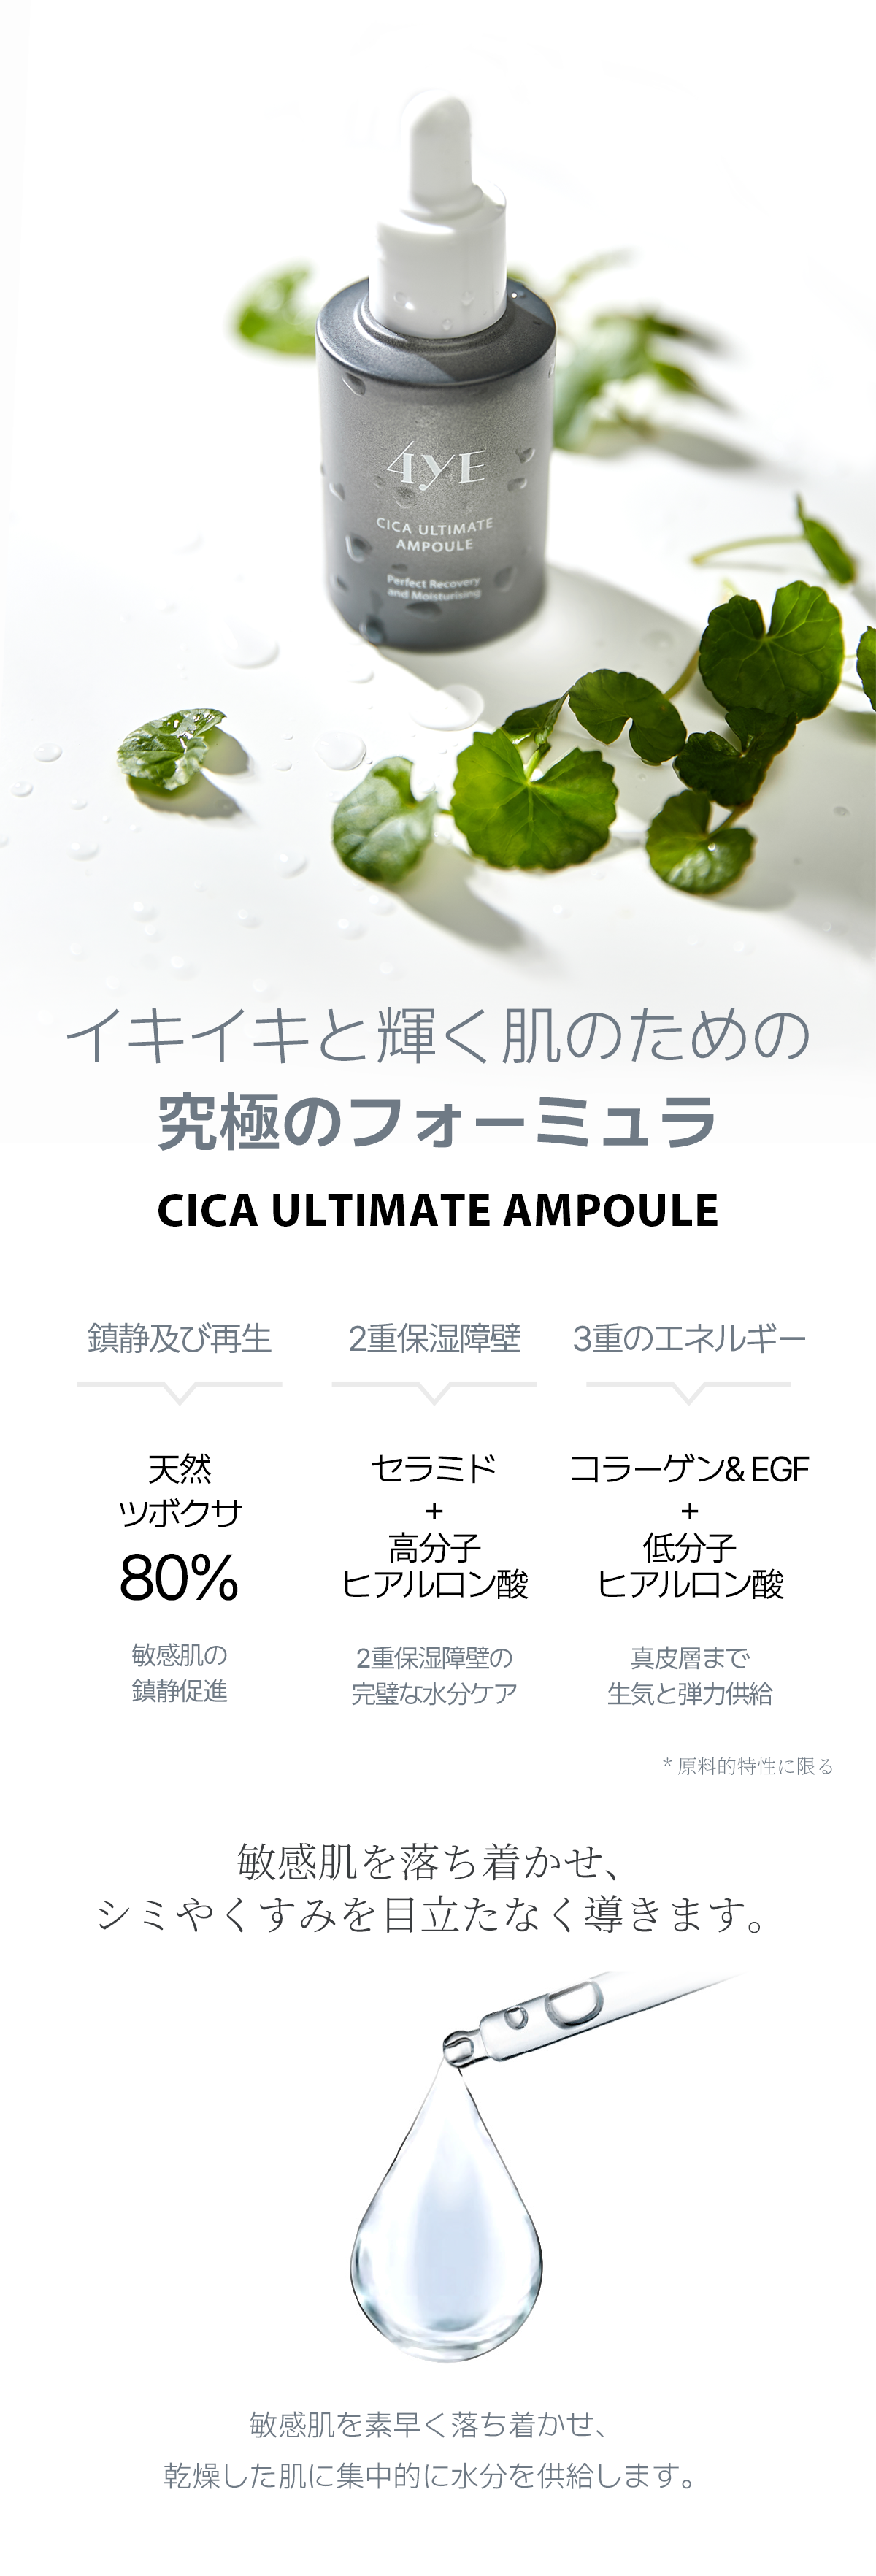 4YE
CICA ULTIMATE
AMPOULE
Perfect Recovery
and Moisturising
イキイキと輝く肌のための
究極のフォーミュラ
CICA ULTIMATE AMPOULE
鎮静及び再生
天然
ツボクサ
80%
敏感肌の
鎮静促進
2重保湿障壁
セラミド
+
高分子
ヒアルロン酸
2重保湿障壁の
完璧な水分ケア
3重のエネルギー
コラーゲン& EGF
+
低分子
ヒアルロン酸
真皮層まで
生気と弾力供給
* 原料的特性に限る
敏感肌を落ち着かせ、
シミやくすみを目立たなく導きます。
敏感肌を素早く落ち着かせ、
乾燥した肌に集中的に水分を供給します。